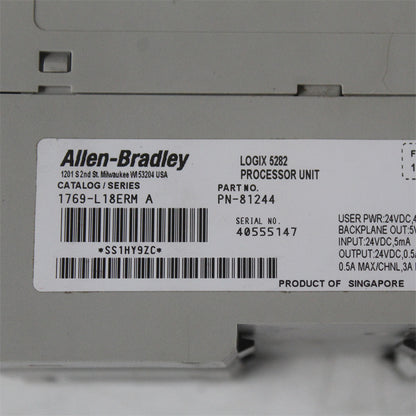 Allen-Bradley
1201 S 2nd St. Milwaukee WI 53204 USA
CATALOG / SERIES
1769-L18ERM A
*SS1HY9ZC*
LOGIX 5282
PROCESSOR UNIT
PART NO.
PN-81244
SERIAL NO.
40555147
F
1
USER PWR:24VDC,4
BACKPLANE OUT:5V
INPUT:24VDC,5mA
OUTPUT:24VDC,0.5
0.5A MAX/CHNL,3A
PRODUCT OF SINGAPORE